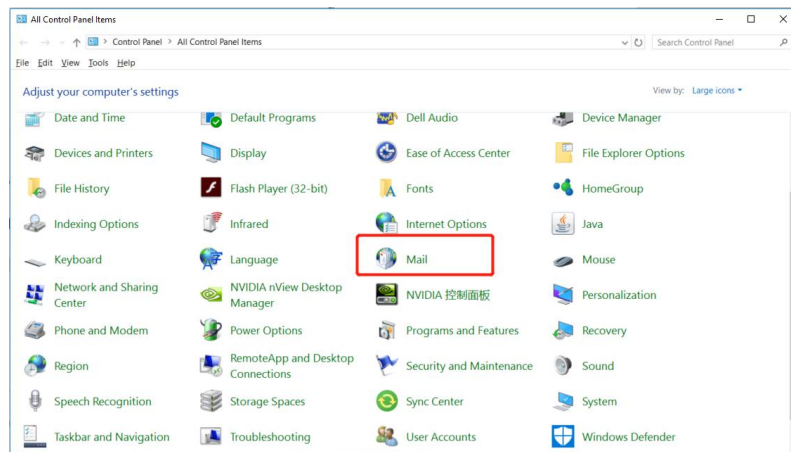 All Control Panel Items
Control Panel > All Control Panel Items
Search Control Panel
File Edit View Tools Help
Adjust your computer's settings
View by: Large icons
Date and Time
Default Programs
Dell Audio
Device Manager
Devices and Printers
Display
Ease of Access Center
File Explorer Options
File History
Flash Player (32-bit)
Fonts
HomeGroup
Indexing Options
Infrared
Internet Options
Java
Keyboard
Language
Mail
Mouse
Network and Sharing
Center
NVIDIA nView Desktop
Manager
NVIDIA 控制面板
Personalization
Phone and Modem
Power Options
Programs and Features
Recovery
Region
RemoteApp and Desktop
Connections
Security and Maintenance
Sound
Speech Recognition
Storage Spaces
Sync Center
System
Taskbar and Navigation
Troubleshooting
User Accounts
Windows Defender